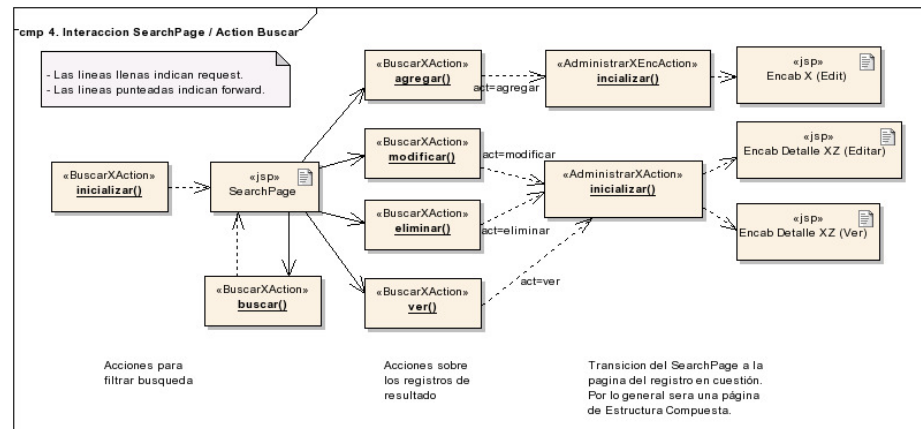 cmp 4. Interaccion SearchPage / Action Buscar
- Las lineas llenas indican request.
- Las lineas punteadas indican forward.
«BuscarXAction»
agregar()
act=agregar
«AdministrarXEncAction»
incializar()
«jsp»
Encab X (Edit)
«BuscarXAction»
inicializar()
«jsp»
SearchPage
«BuscarXAction»
modificar()
act=modificar
«AdministrarXAction»
inicializar()
«jsp»
Encab Detalle XZ (Editar)
«BuscarXAction»
eliminar()
act=eliminar
«jsp»
Encab Detalle XZ (Ver)
«BuscarXAction»
buscar()
«BuscarXAction»
ver()
act=ver
Acciones para
filtrar busqueda
Acciones sobre
los registros de
resultado
Transicion del SearchPage a la
pagina del registro en cuestión.
Por lo general sera una página
de Estructura Compuesta.